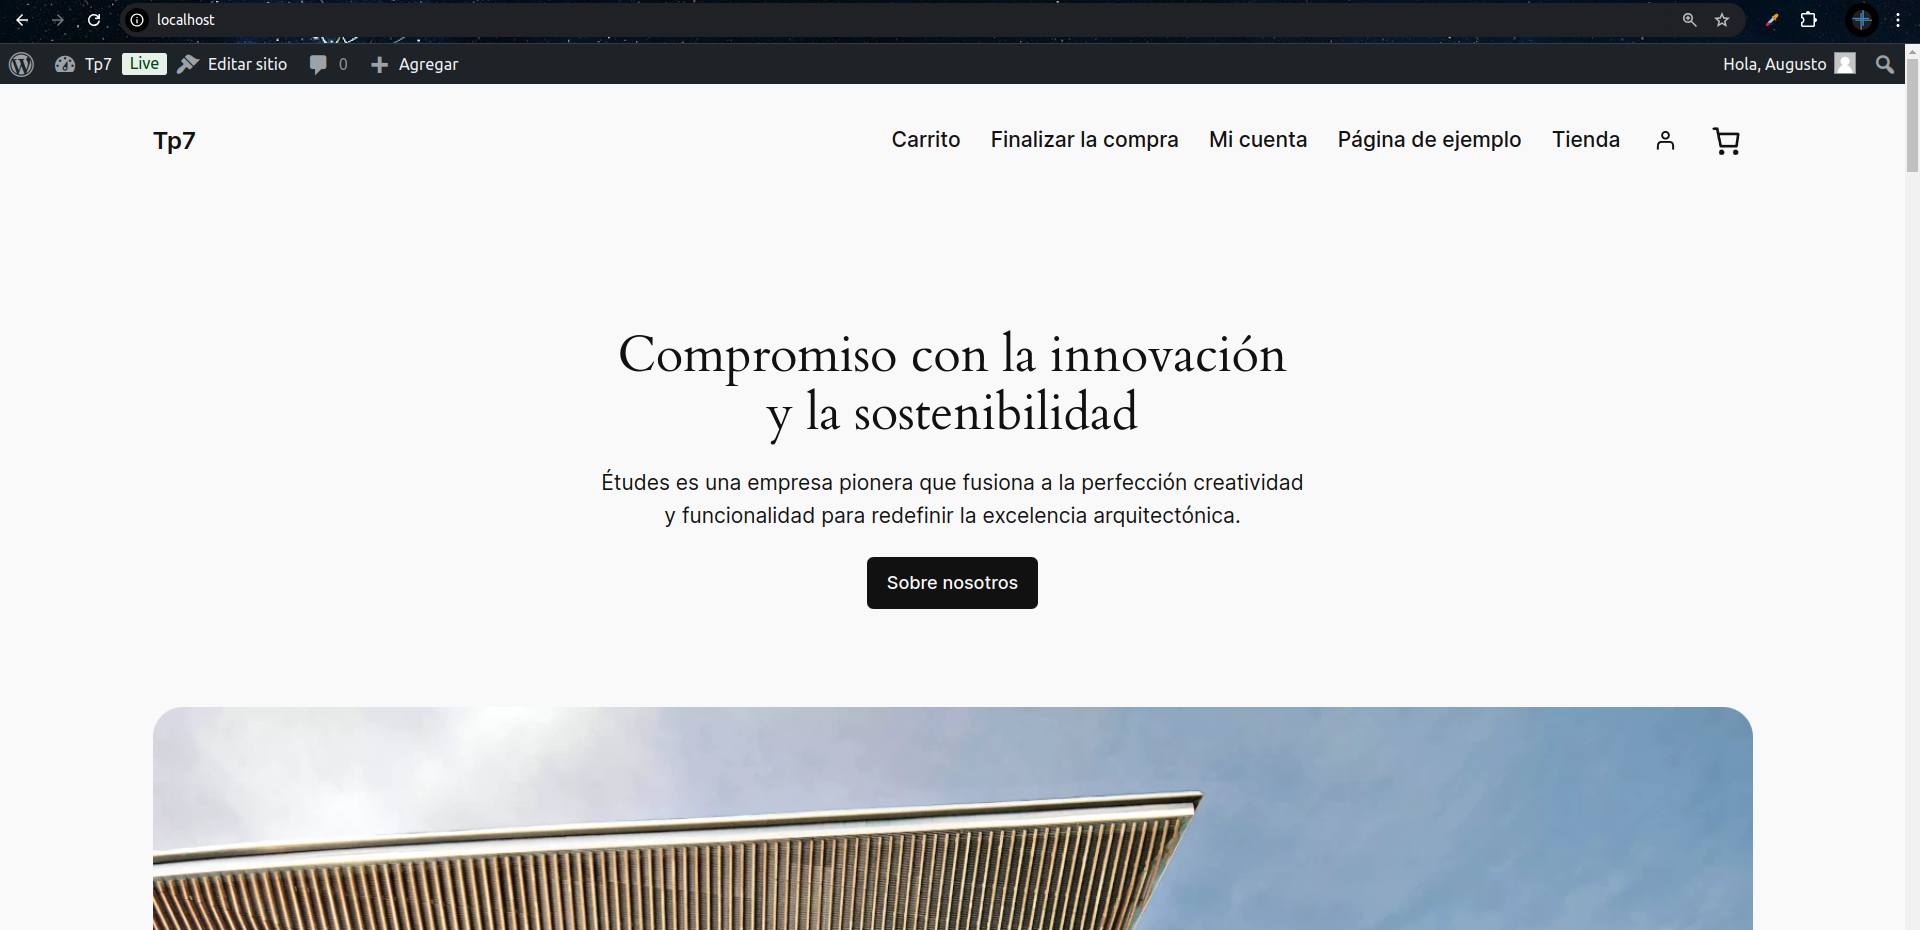 localhost
Tp7 Live Editar sitio 0 Agregar Hola, Augusto
Tp7 Carrito Finalizar la compra Mi cuenta Página de ejemplo Tienda
Compromiso con la innovación
y la sostenibilidad
Études es una empresa pionera que fusiona a la perfección creatividad
y funcionalidad para redefinir la excelencia arquitectónica.
Sobre nosotros